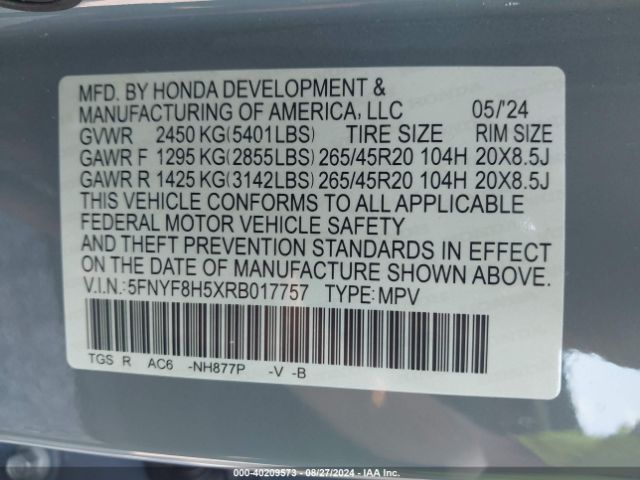 MFD. BY HONDA DEVELOPMENT &
MANUFACTURING OF AMERICA, LLC 05/'24
GVWR 2450 KG(5401LBS) TIRE SIZE RIM SIZE
GAWR F 1295 KG(2855LBS) 265/45R20 104H 20X8.5J
GAWR R 1425 KG(3142LBS) 265/45R20 104H 20X8.5J
THIS VEHICLE CONFORMS TO ALL APPLICABLE
FEDERAL MOTOR VEHICLE SAFETY
AND THEFT PREVENTION STANDARDS IN EFFECT
ON THE DATE OF MANUFACTURE SHOWN ABOVE.
V.I.N.:5FNYF8H5XRB017757 TYPE:MPV
TGS R AC6 -NH877P -V -B
000-40209573 - 08/27/2024 - IAA Inc.